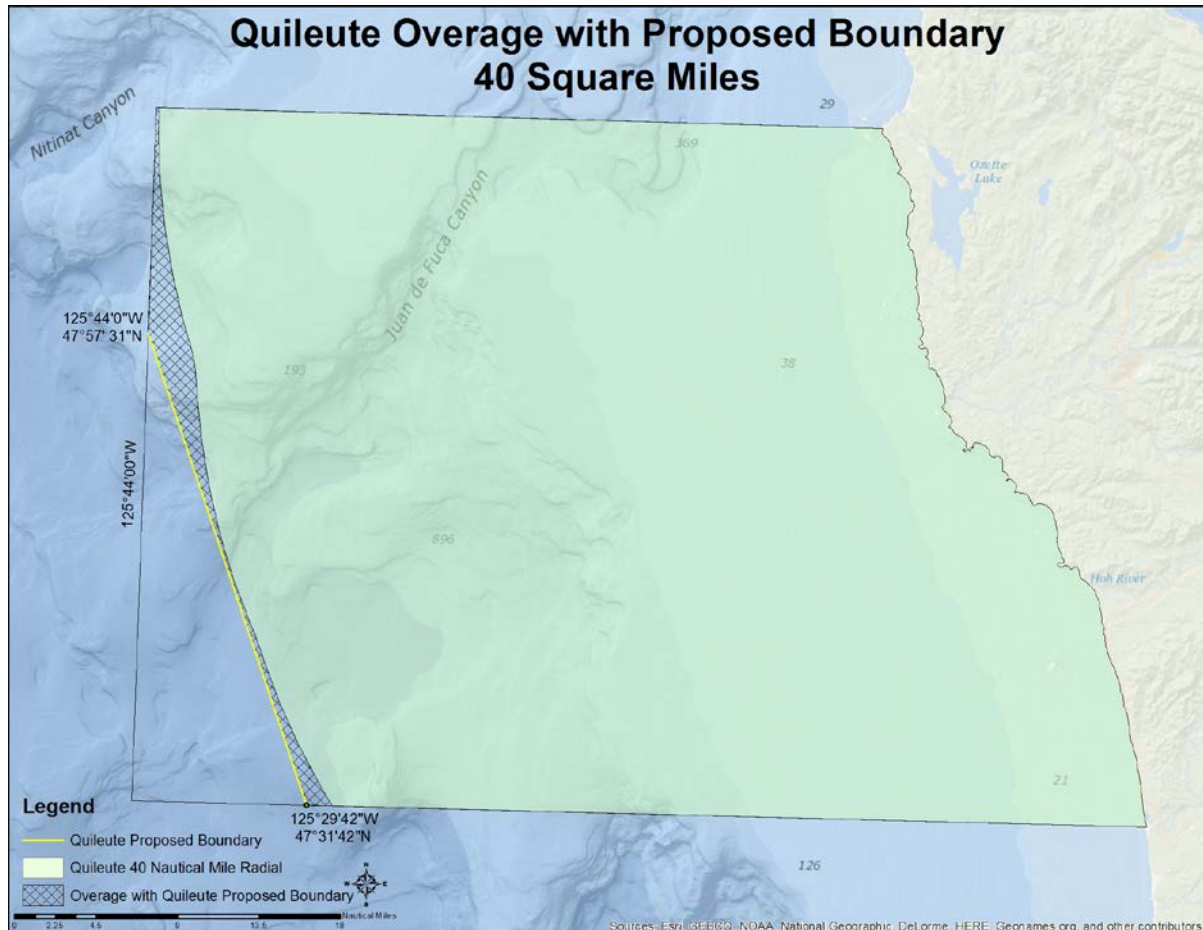 Quileute Overage with Proposed Boundary
40 Square Miles
Nitinat Canyon
29
369
Ozette
Lake
Juan de Fuca Canyon
125°44'0"W
47°57'31"N
193
38
125°44'00"W
896
Hoh River
21
125°29'42"W
47°31'42"N
126
Legend
Quileute Proposed Boundary
Quileute 40 Nautical Mile Radial
Overage with Quileute Proposed Boundary
N
W E
S
Nautical Miles
0 2.25 4.5 9 13.5 18
Sources: Esri, GEBCO, NOAA, National Geographic, DeLorme, HERE, Geonames.org, and other contributors